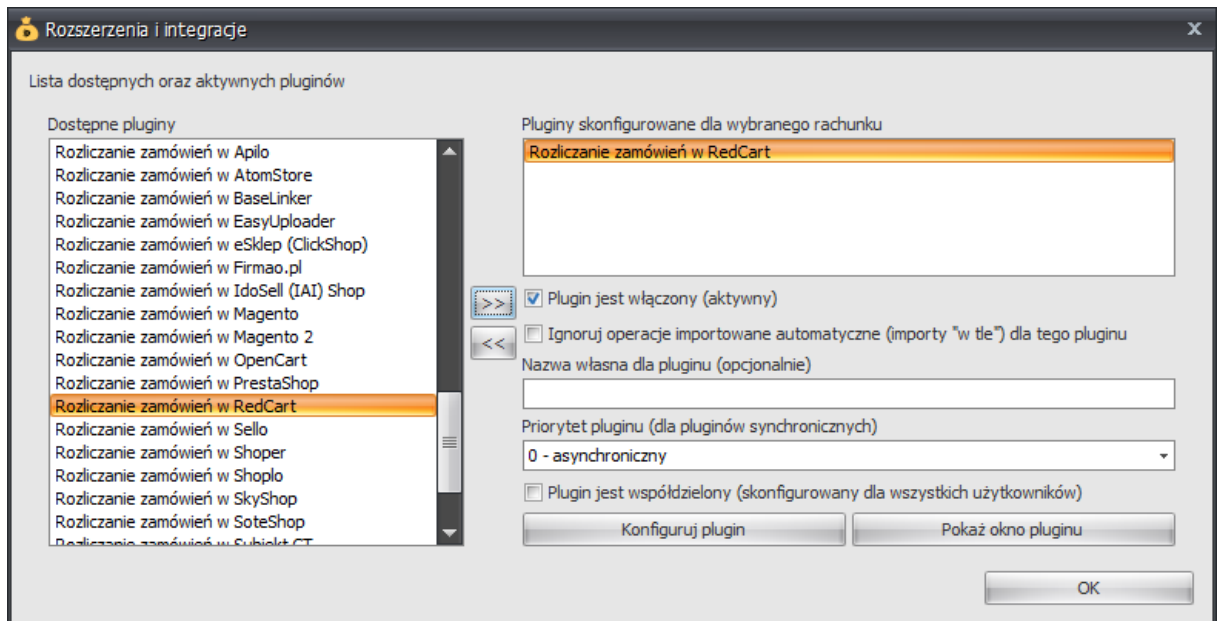 Rozszerzenia i integracje
x
Lista dostępnych oraz aktywnych pluginów
Dostępne pluginy
Rozliczanie zamówień w Apilo
Rozliczanie zamówień w AtomStore
Rozliczanie zamówień w BaseLinker
Rozliczanie zamówień w EasyUploader
Rozliczanie zamówień w eSklep (ClickShop)
Rozliczanie zamówień w Firmao.pl
Rozliczanie zamówień w IdoSell (IAI) Shop
Rozliczanie zamówień w Magento
Rozliczanie zamówień w Magento 2
Rozliczanie zamówień w OpenCart
Rozliczanie zamówień w PrestaShop
Rozliczanie zamówień w RedCart
Rozliczanie zamówień w Sello
Rozliczanie zamówień w Shoper
Rozliczanie zamówień w Shoplo
Rozliczanie zamówień w SkyShop
Rozliczanie zamówień w SoteShop
Rozliczanie zamówień w Subiekt GT
>>
<<
Pluginy skonfigurowane dla wybranego rachunku
Rozliczanie zamówień w RedCart
Plugin jest włączony (aktywny)
Ignoruj operacje importowane automatyczne (importy "w tle") dla tego pluginu
Nazwa własna dla pluginu (opcjonalnie)
Priorytet pluginu (dla pluginów synchronicznych)
0 - asynchroniczny
Plugin jest współdzielony (skonfigurowany dla wszystkich użytkowników)
Konfiguruj plugin
Pokaż okno pluginu
OK